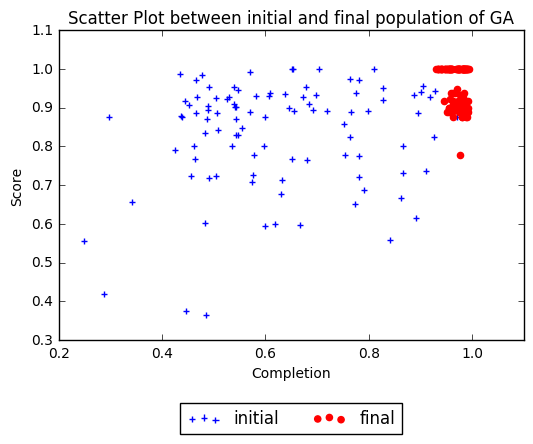 Scatter Plot between initial and final population of GA
1.1
1.0
0.9
0.8
0.7
0.6
0.5
0.4
0.3
Score
0.2 0.4 0.6 0.8 1.0
Completion
initial final